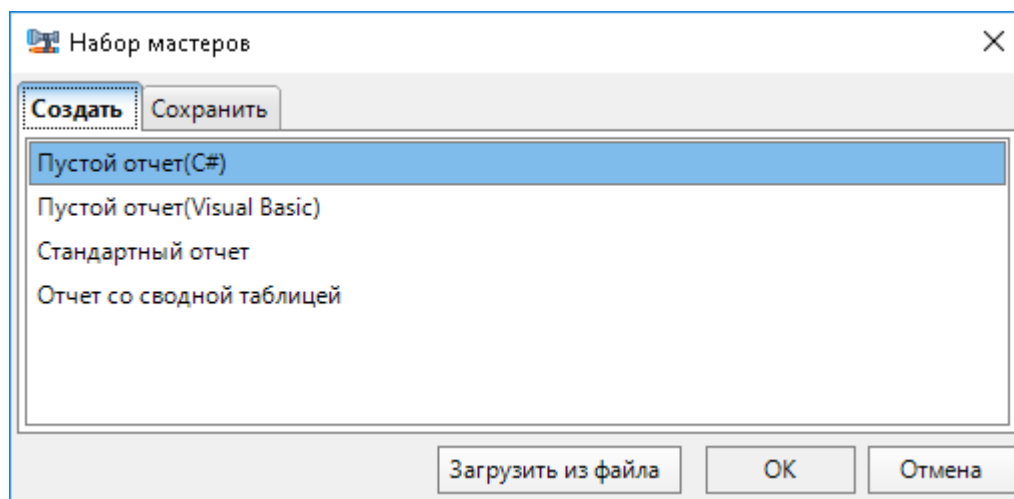 Набор мастеров
Создать Сохранить
Пустой отчет(C#)
Пустой отчет(Visual Basic)
Стандартный отчет
Отчет со сводной таблицей
Загрузить из файла OK Отмена